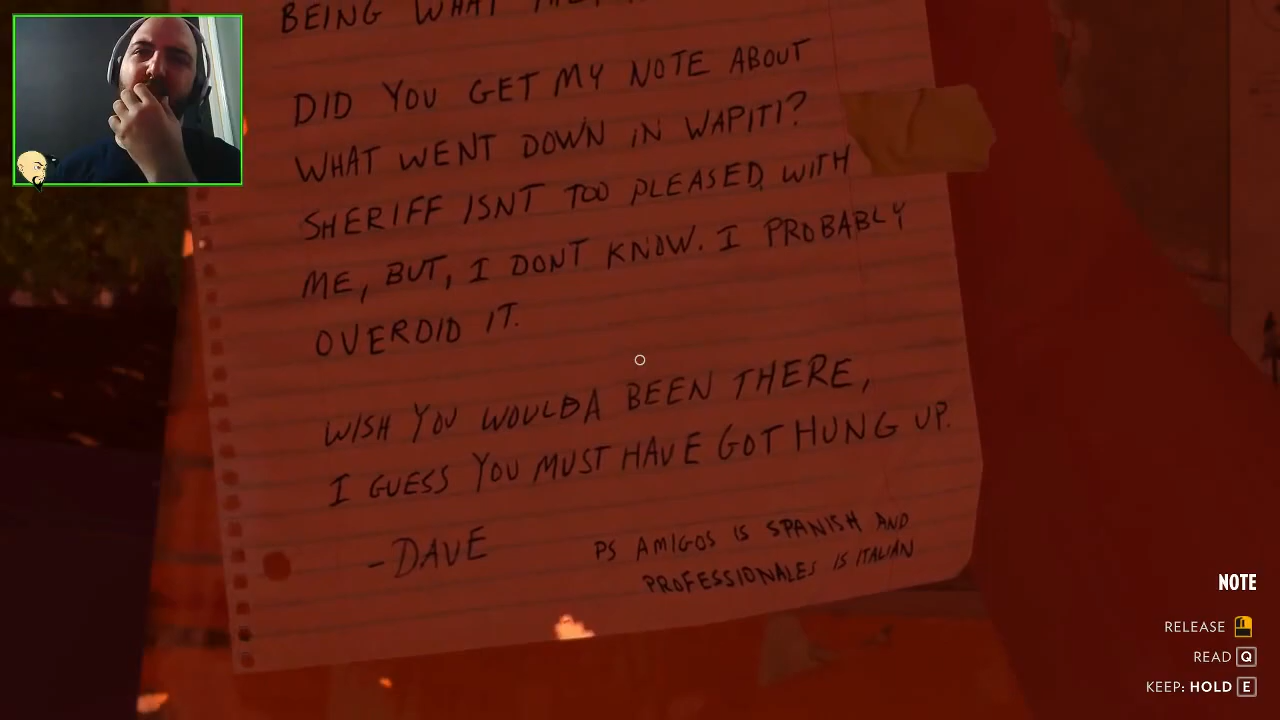 BEING WHAT
DID YOU GET MY NOTE ABOUT
WHAT WENT DOWN IN WAPITI?
SHERIFF ISNT TOO PLEASED WITH
ME, BUT, I DONT KNOW. I PROBABLY
OVERDID IT.
WISH YOU WOULDA BEEN THERE,
I GUESS YOU MUST HAVE GOT HUNG UP.
-DAVE
PS AMIGOS IS SPANISH AND
PROFESSIONALES IS ITALIAN
NOTE
RELEASE
READ Q
KEEP: HOLD E